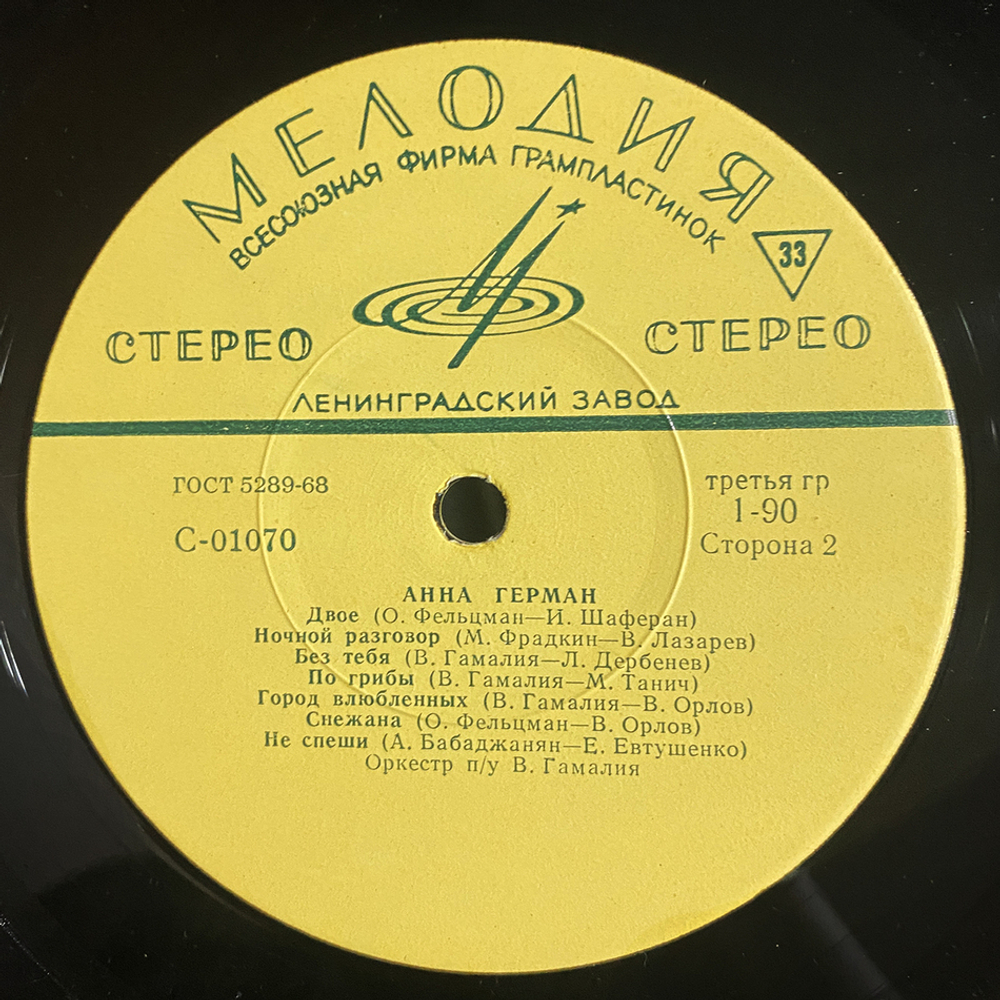 МЕЛОДИЯ
ВСЕСОЮЗНАЯ ФИРМА ГРАМПЛАСТИНОК
33
СТЕРЕО СТЕРЕО
ЛЕНИНГРАДСКИЙ ЗАВОД
ГОСТ 5289-68 третья гр
С-01070 1-90
Сторона 2
АННА ГЕРМАН
Двое (О. Фельцман—И. Шаферан)
Ночной разговор (М. Фрадкин—В. Лазарев)
Без тебя (В. Гамалия—Л. Дербенев)
По грибы (В. Гамалия—М. Танич)
Город влюбленных (В. Гамалия—В. Орлов)
Снежана (О. Фельцман—В. Орлов)
Не спеши (А. Бабаджанян—Е. Евтушенко)
Оркестр п/у В. Гамалия